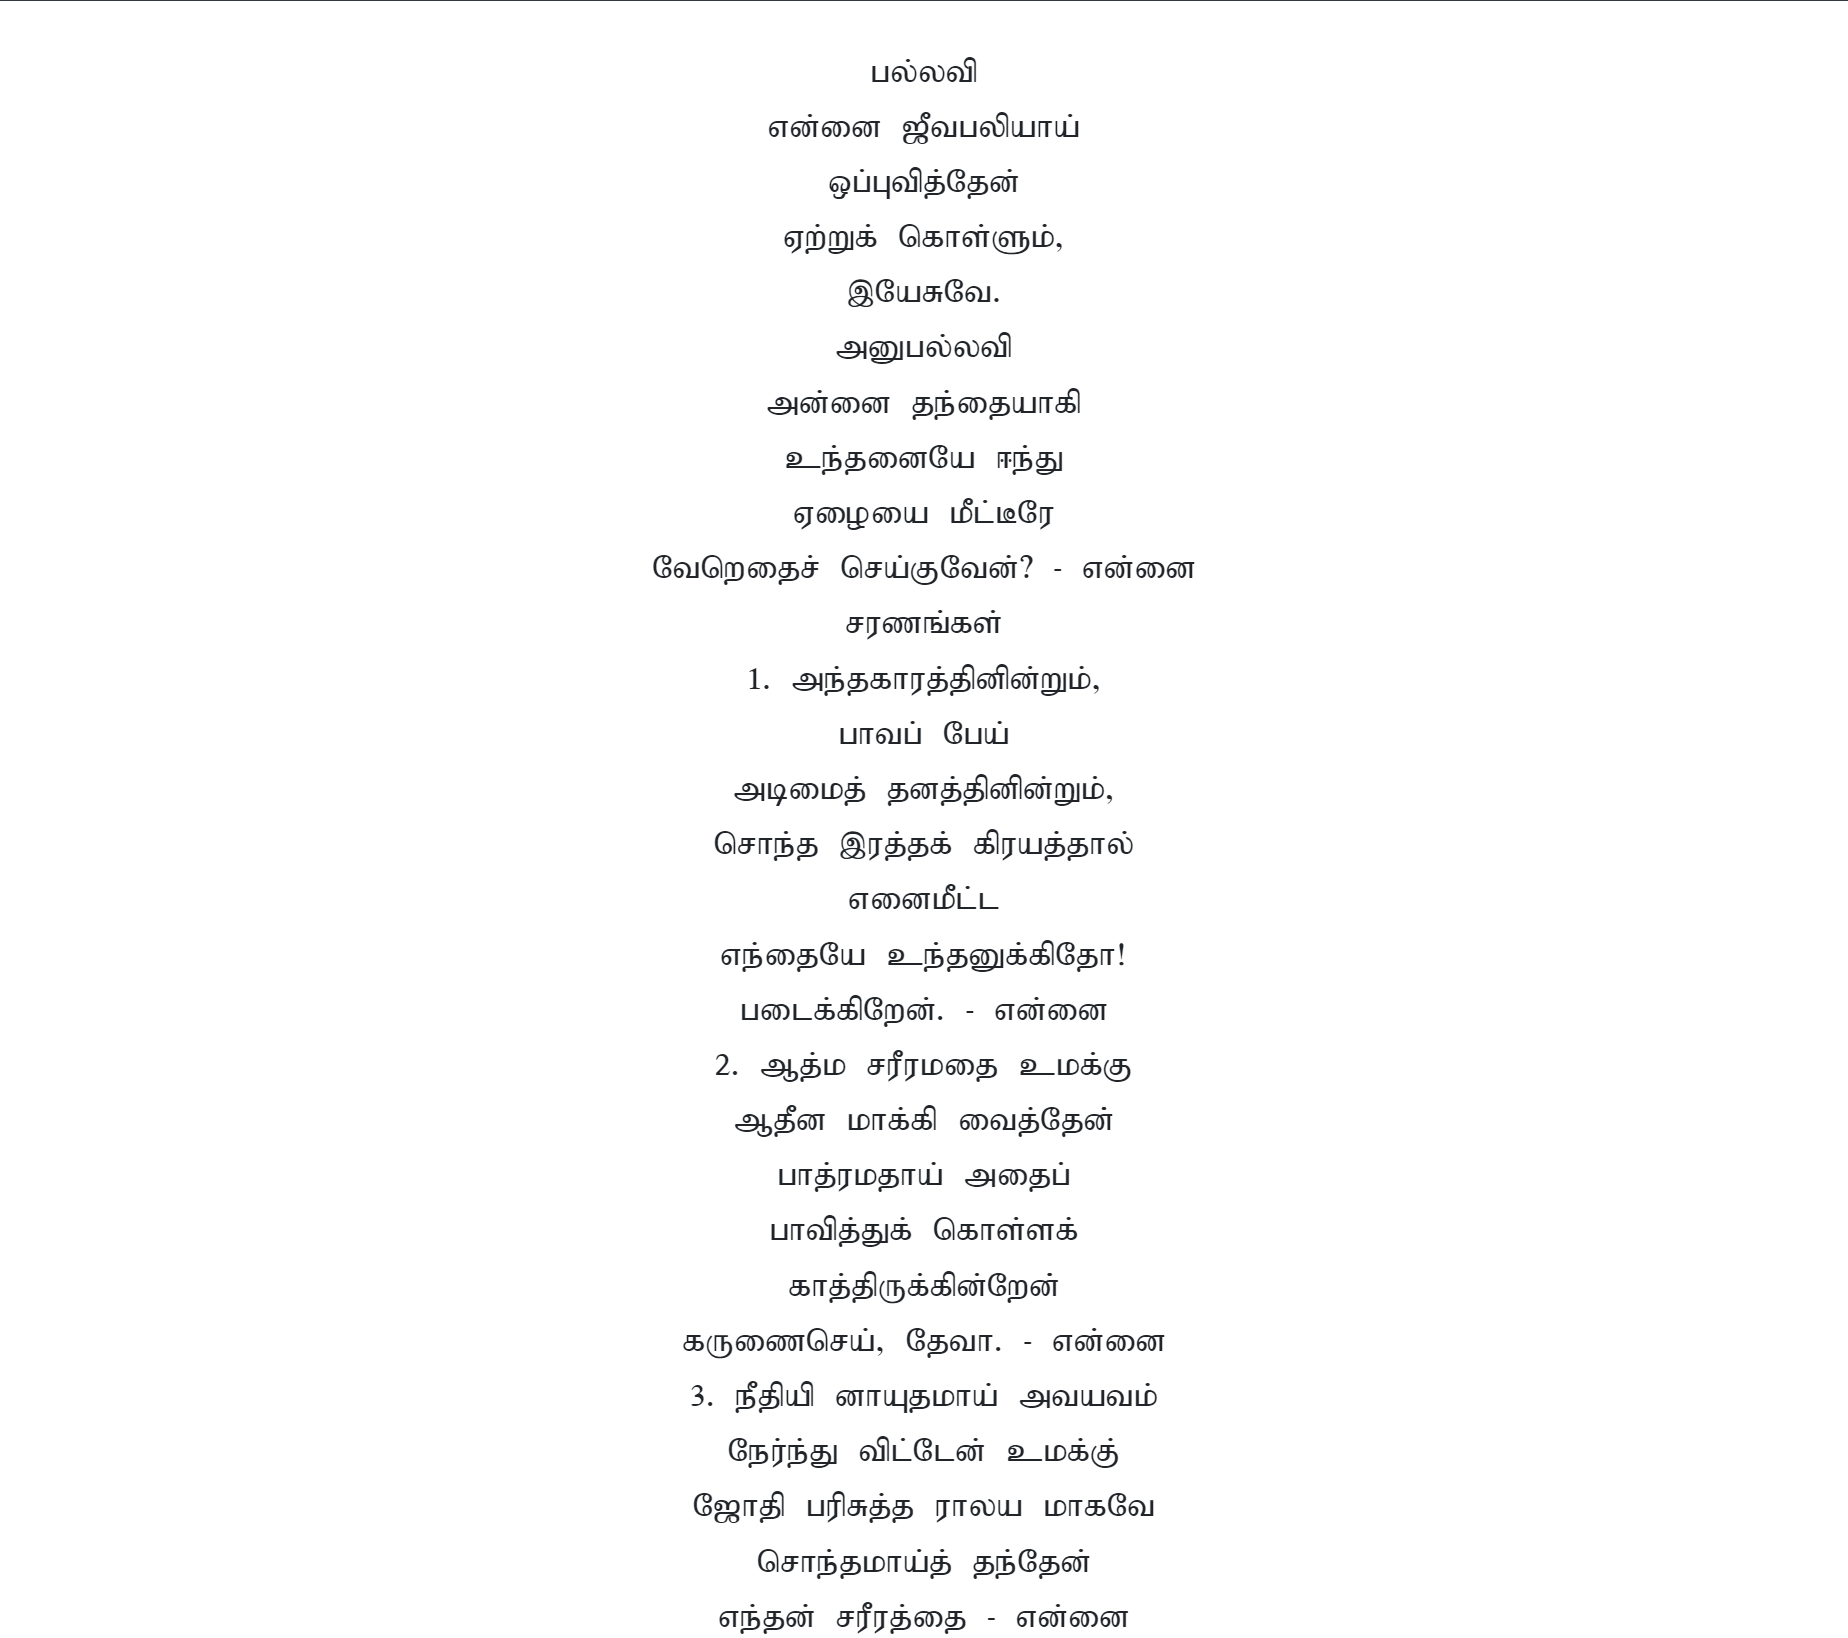 பல்லவி
என்னை ஜீவபலியாய்
ஒப்புவித்தேன்
ஏற்றுக் கொள்ளும்,
இயேசுவே.
அனுபல்லவி
அன்னை தந்தையாகி
உந்தனையே ஈந்து
ஏழையை மீட்டீரே
வேறெதைச் செய்குவேன்? - என்னை
சரணங்கள்
1. அந்தகாரத்தினின்றும்,
பாவப் பேய்
அடிமைத் தனத்தினின்றும்,
சொந்த இரத்தக் கிரயத்தால்
எனைமீட்ட
எந்தையே உந்தனுக்கிதோ!
படைக்கிறேன். - என்னை
2. ஆத்ம சரீரமதை உமக்கு
ஆதீன மாக்கி வைத்தேன்
பாத்ரமதாய் அதைப்
பாவித்துக் கொள்ளக்
காத்திருக்கின்றேன்
கருணைசெய், தேவா. - என்னை
3. நீதியி னாயுதமாய் அவயவம்
நேர்ந்து விட்டேன் உமக்கு்
ஜோதி பரிசுத்த ராலய மாகவே
சொந்தமாய்த் தந்தேன்
எந்தன் சரீரத்தை - என்னை